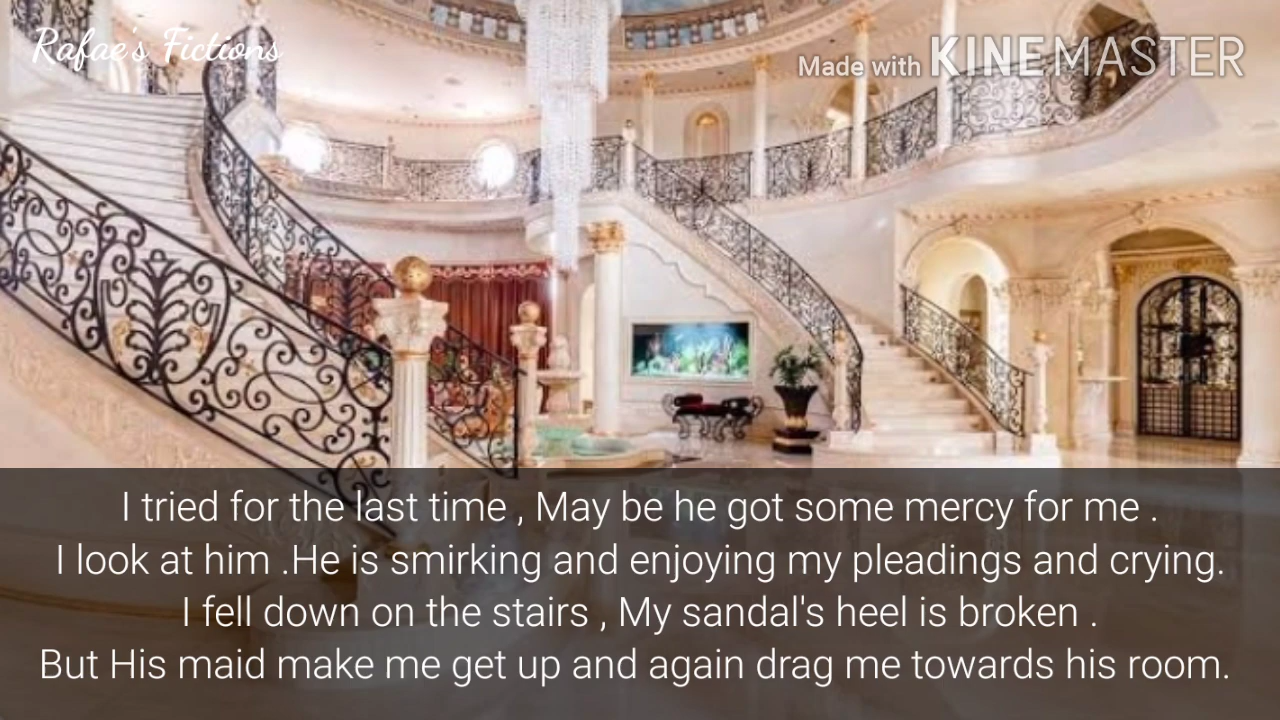 Rafae's Fictions
Made with KINEMASTER
I tried for the last time , May be he got some mercy for me .
I look at him .He is smirking and enjoying my pleadings and crying.
I fell down on the stairs , My sandal's heel is broken .
But His maid make me get up and again drag me towards his room.